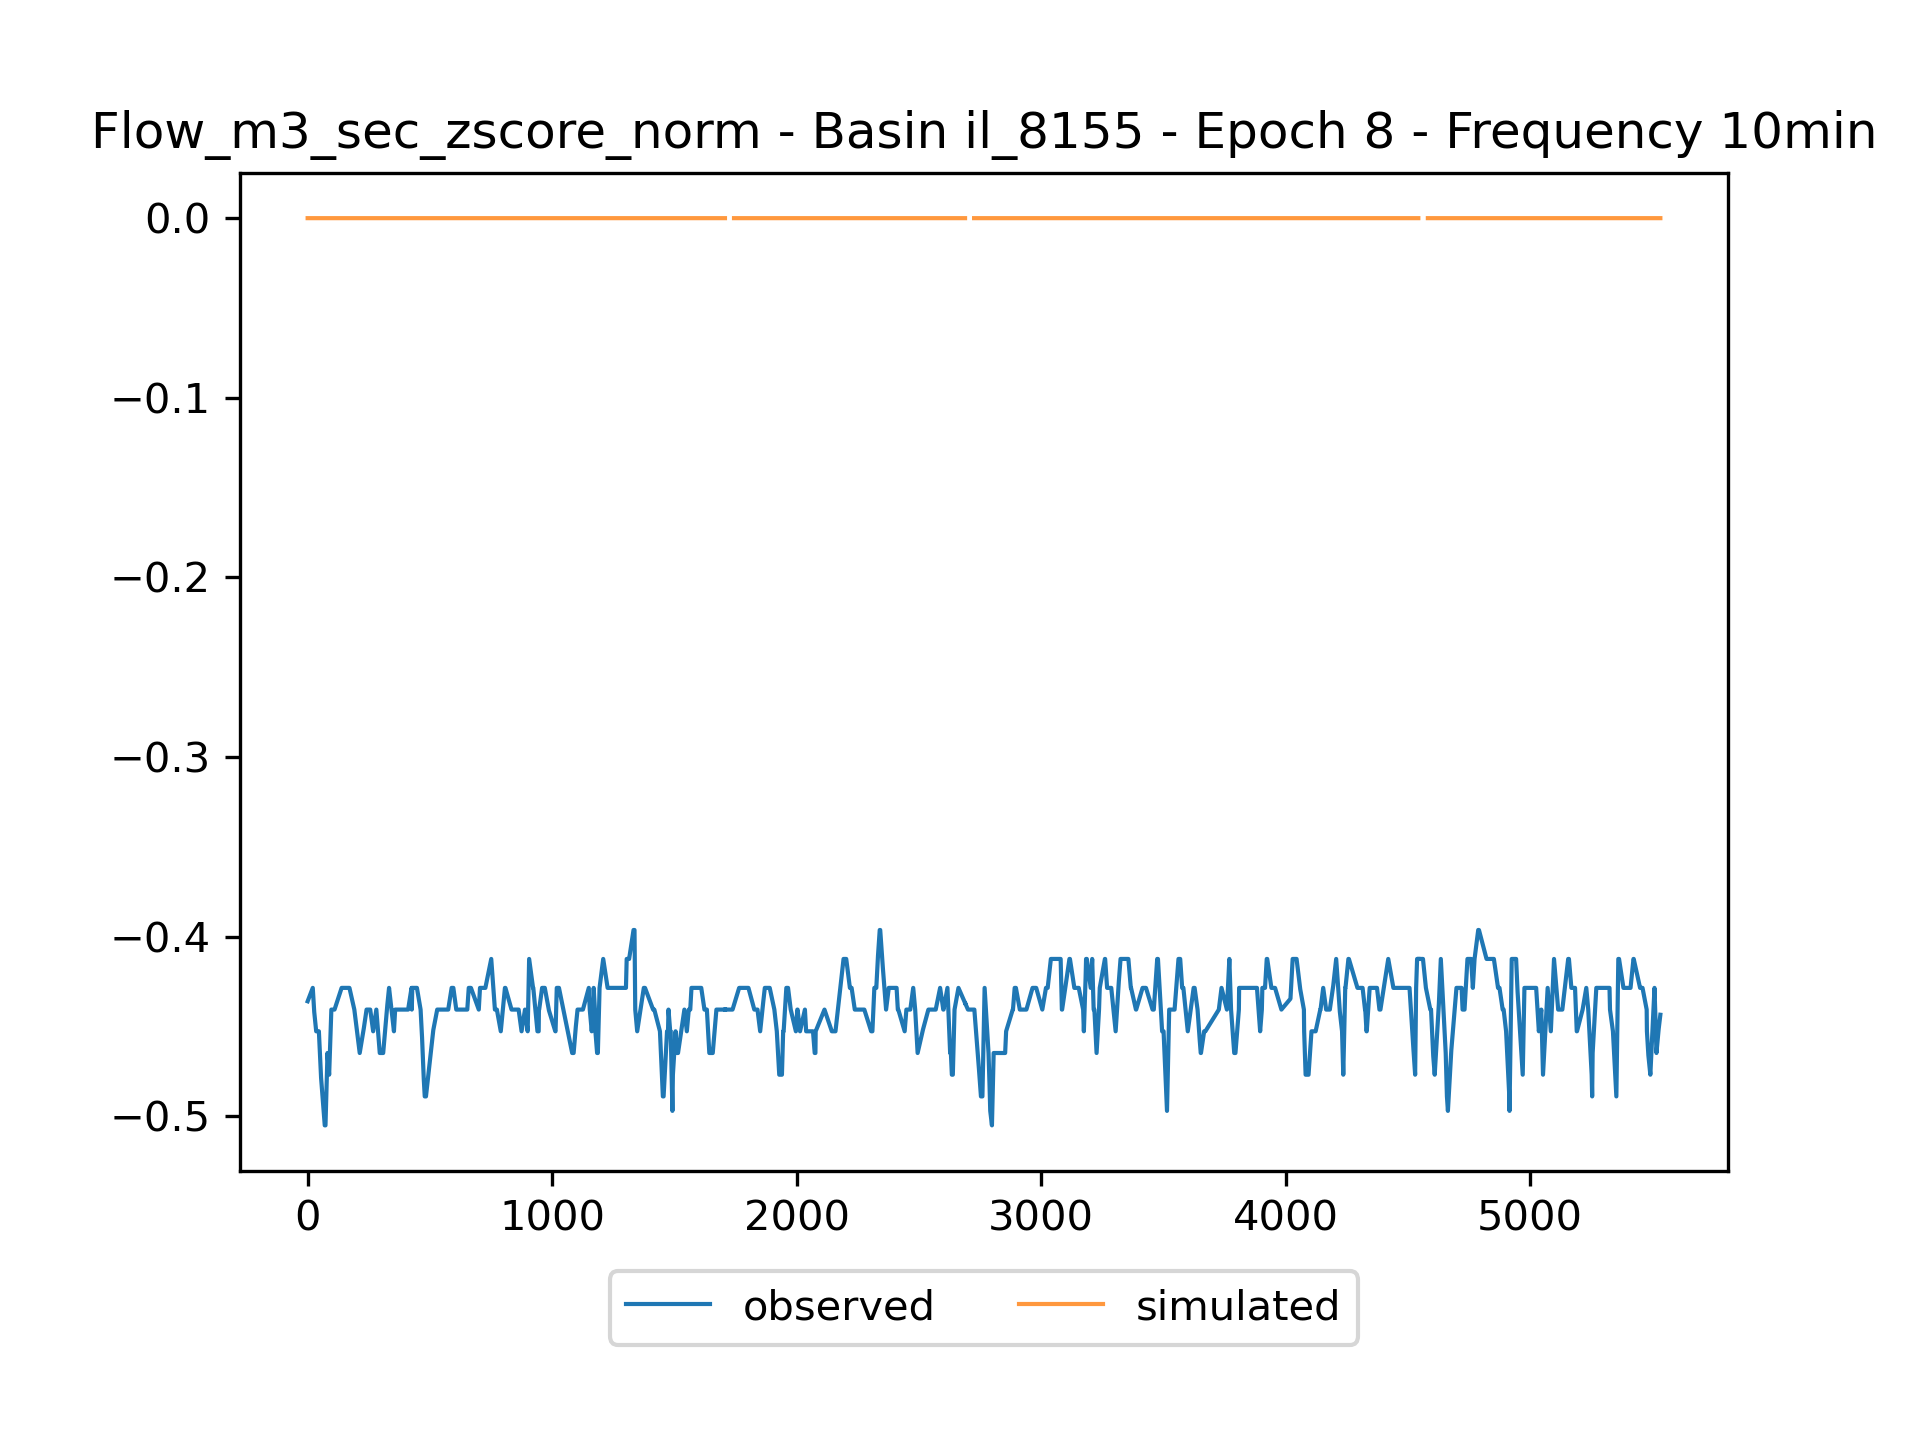 Flow_m3_sec_zscore_norm - Basin il_8155 - Epoch 8 - Frequency 10min
0.0
−0.1
−0.2
−0.3
−0.4
−0.5
0 1000 2000 3000 4000 5000
observed simulated